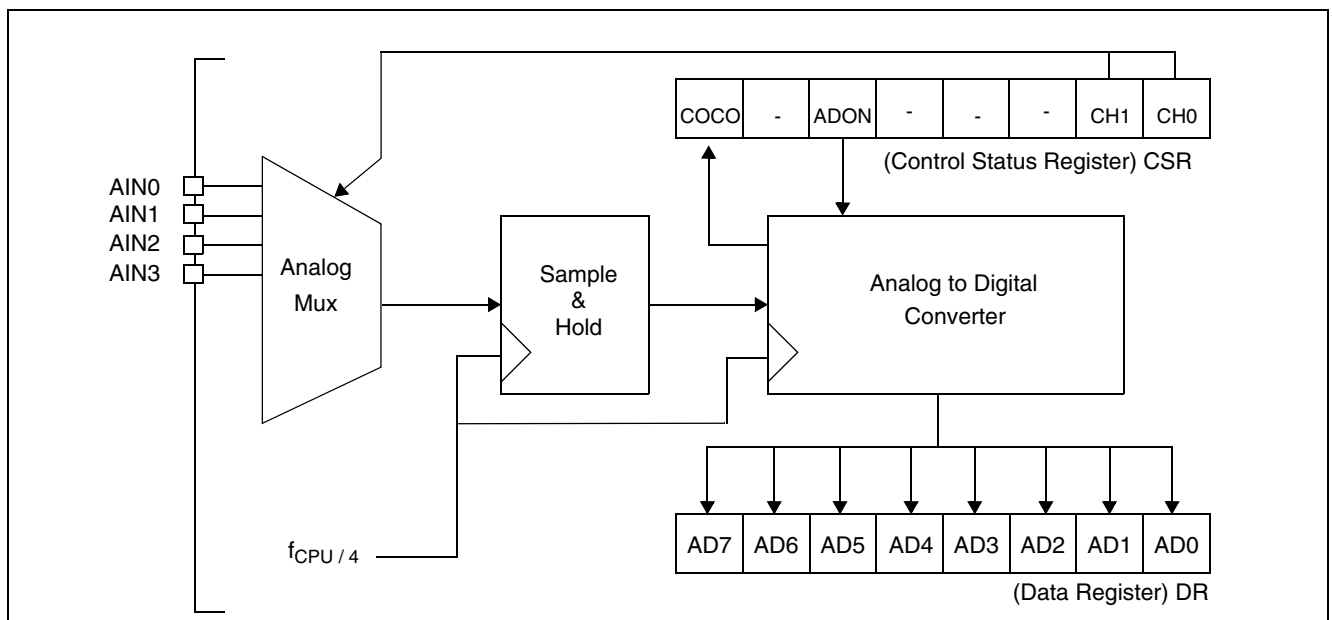 COCO - ADON - - - CH1 CH0
(Control Status Register) CSR
AIN0
AIN1
AIN2
AIN3
Analog
Mux
Sample
&
Hold
Analog to Digital
Converter
fCPU / 4
AD7 AD6 AD5 AD4 AD3 AD2 AD1 AD0
(Data Register) DR